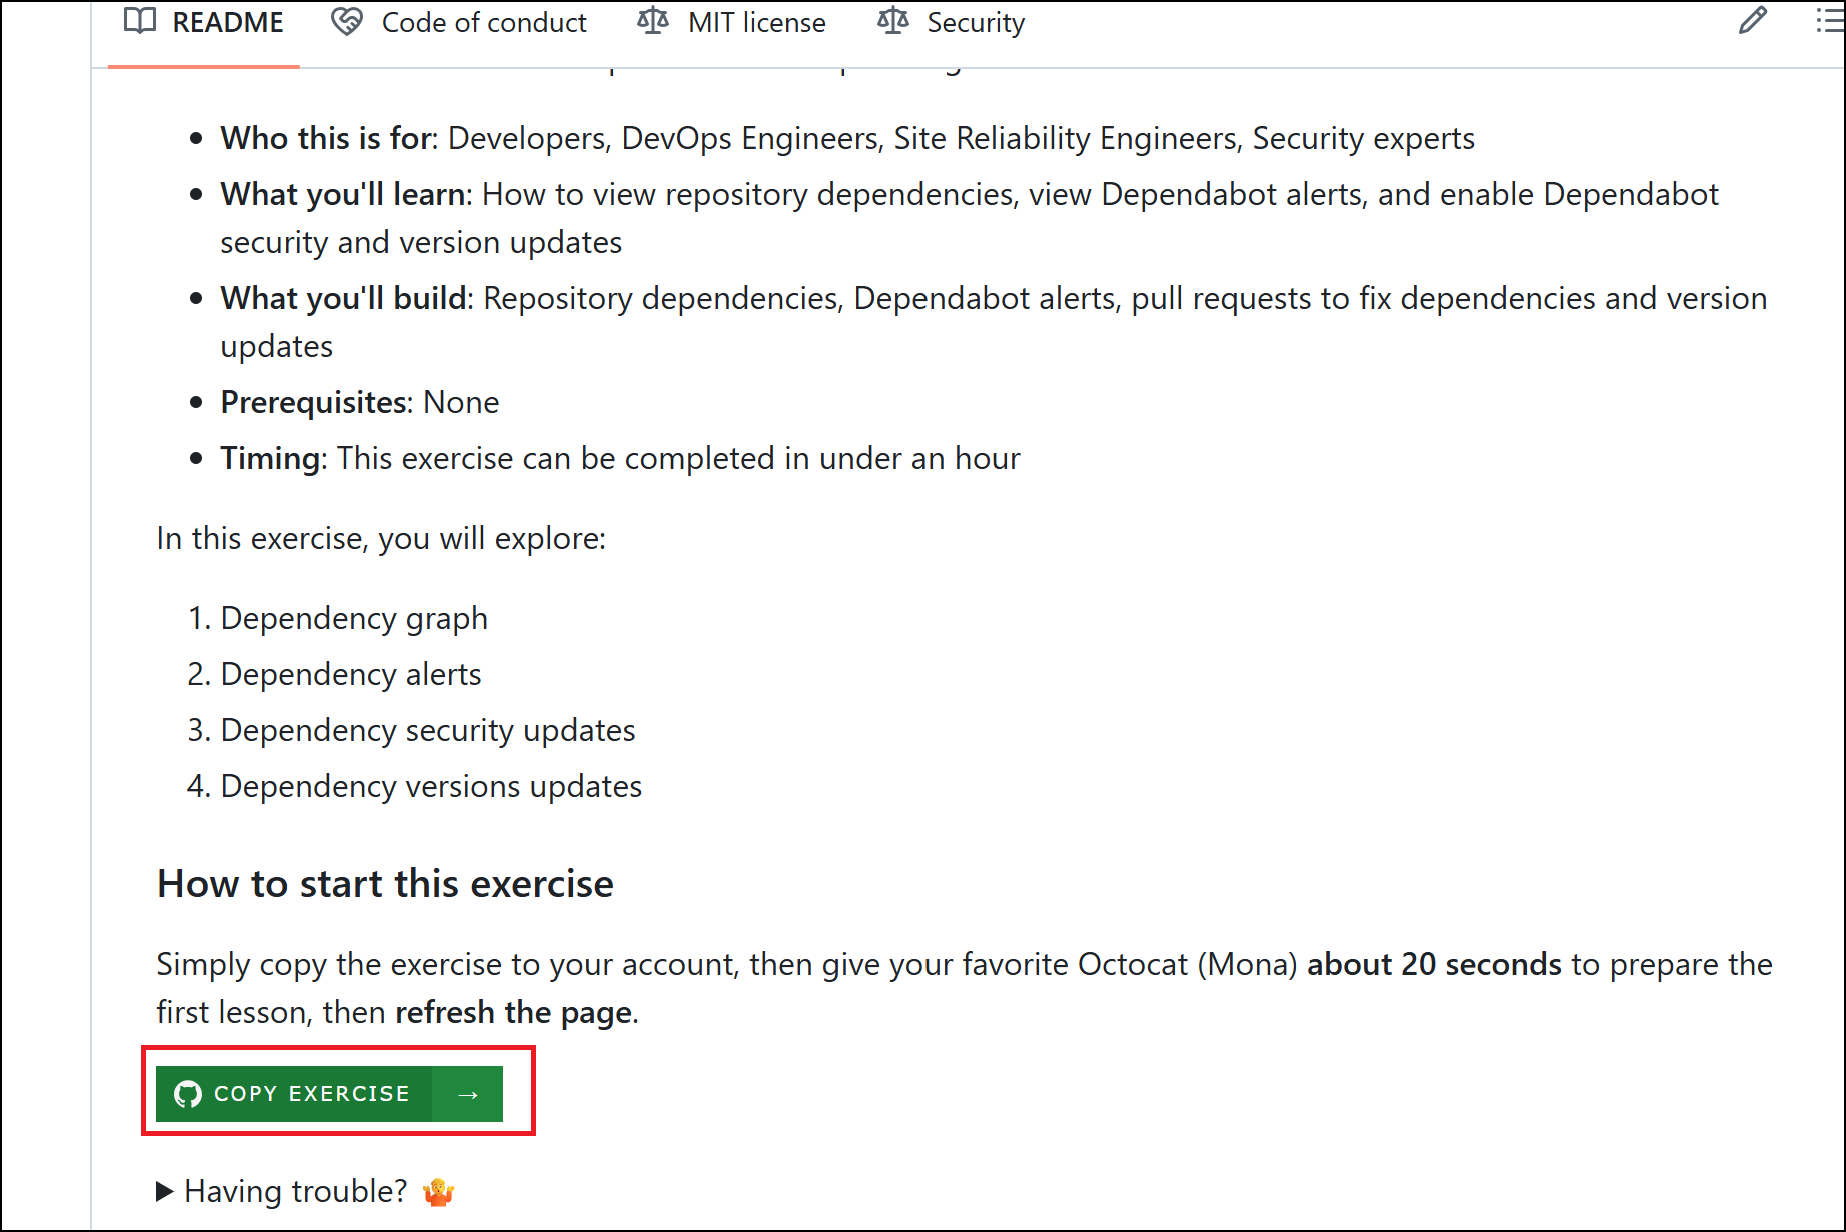 README Code of conduct MIT license Security
Who this is for: Developers, DevOps Engineers, Site Reliability Engineers, Security experts
What you'll learn: How to view repository dependencies, view Dependabot alerts, and enable Dependabot
security and version updates
What you'll build: Repository dependencies, Dependabot alerts, pull requests to fix dependencies and version
updates
Prerequisites: None
Timing: This exercise can be completed in under an hour
In this exercise, you will explore:
1. Dependency graph
2. Dependency alerts
3. Dependency security updates
4. Dependency versions updates
How to start this exercise
Simply copy the exercise to your account, then give your favorite Octocat (Mona) about 20 seconds to prepare the
first lesson, then refresh the page.
COPY EXERCISE →
Having trouble? 🤷